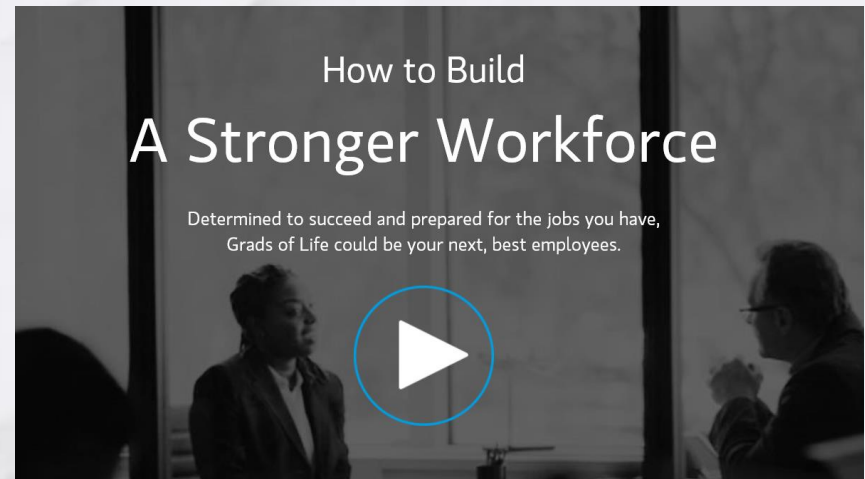 How to Build
A Stronger Workforce
Determined to succeed and prepared for the jobs you have,
Grads of Life could be your next, best employees.